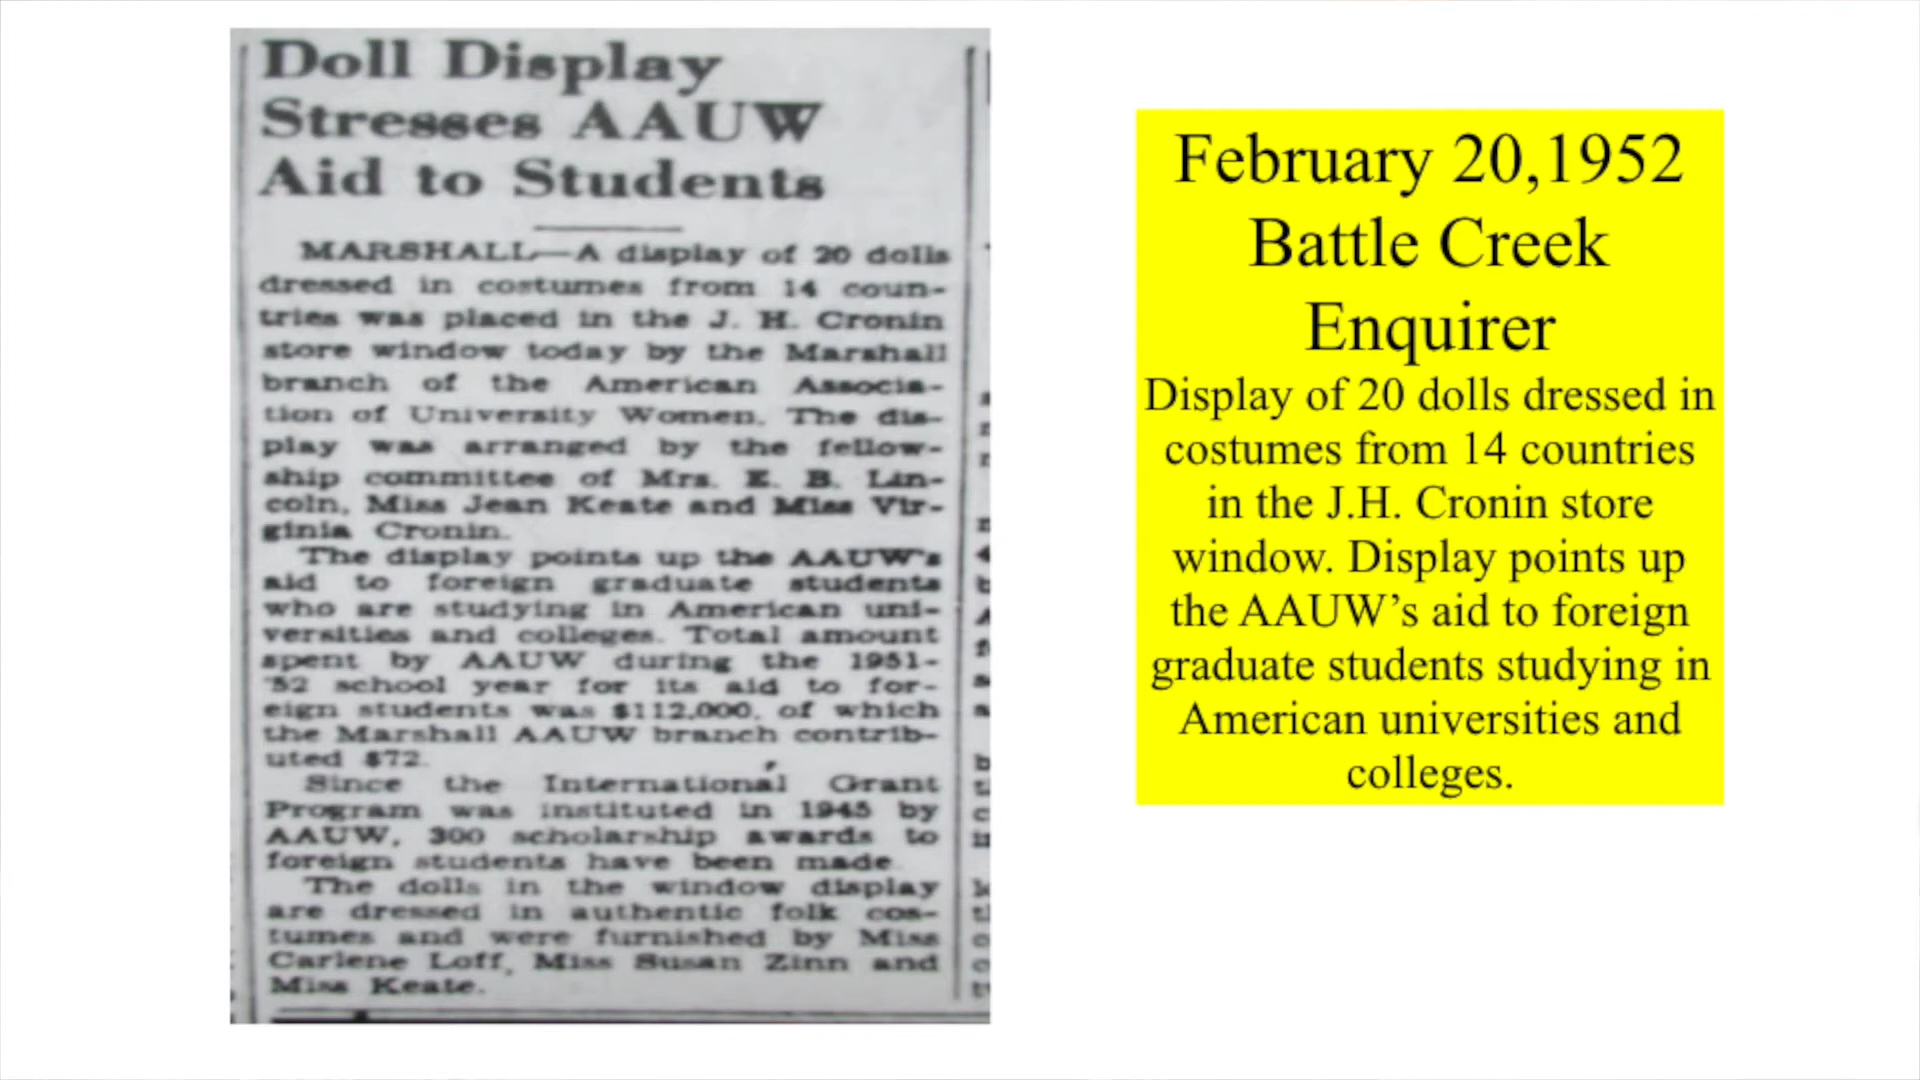 Doll Display
Stresses AAUW
Aid to Students
MARSHALL—A display of 20 dolls
dressed in costumes from 14 coun-
tries was placed in the J. H. Cronin
store window today by the Marshall
branch of the American Associa-
tion of University Women. The dis-
play was arranged by the fellow-
ship committee of Mrs. E. B. Lin-
coln, Miss Jean Keate and Miss Vir-
ginia Cronin.
The display points up the AAUW's
aid to foreign graduate students
who are studying in American uni-
versities and colleges. Total amount
spent by AAUW during the 1951-
'52 school year for its aid to for-
eign students was $112,000, of which
the Marshall AAUW branch contrib-
uted $72.
Since the International Grant
Program was instituted in 1945 by
AAUW, 300 scholarship awards to
foreign students have been made.
The dolls in the window display
are dressed in authentic folk cos-
tumes and were furnished by Miss
Carlene Loff, Miss Susan Zinn and
Miss Keate.
February 20,1952
Battle Creek
Enquirer
Display of 20 dolls dressed in
costumes from 14 countries
in the J.H. Cronin store
window. Display points up
the AAUW’s aid to foreign
graduate students studying in
American universities and
colleges.